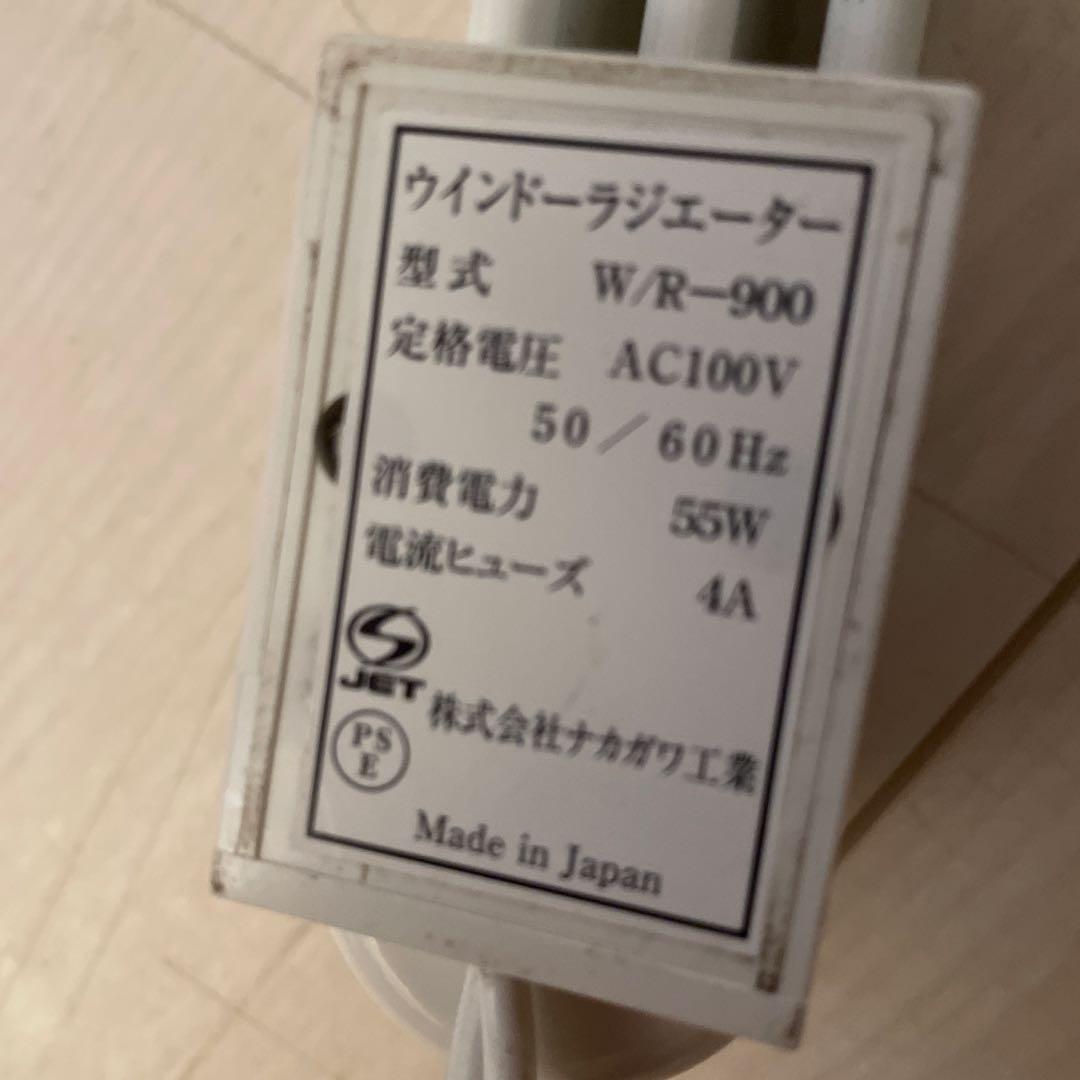 ウインドーラジエーター
型式 W/R-900
定格電圧 AC100V
50/60Hz
消費電力 55W
電流ヒューズ 4A
JET
株式会社ナカガワ工業
PS
E
Made in Japan